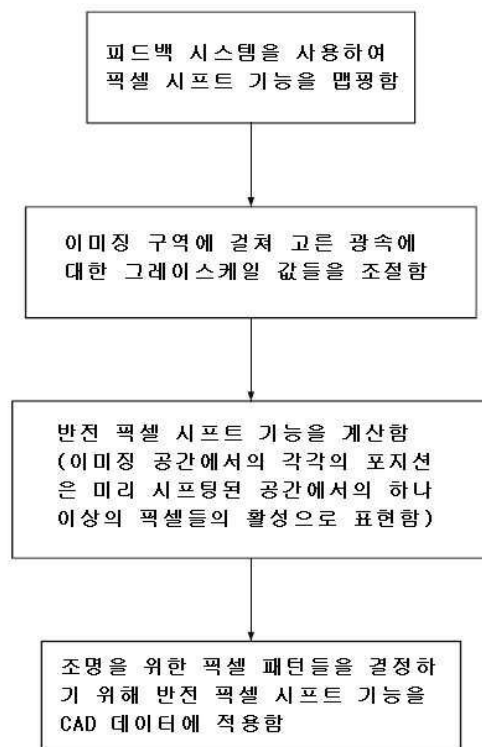 피드백 시스템을 사용하여
픽셀 시프트 기능을 맵핑함
이미징 구역에 걸쳐 고른 광속에
대한 그레이스케일 값들을 조절함
반전 픽셀 시프트 기능을 계산함
(이미징 공간에서의 각각의 포지션
은 미리 시프팅된 공간에서의 하나
이상의 픽셀들의 활성으로 표현함)
조명을 위한 픽셀 패턴들을 결정하
기 위해 반전 픽셀 시프트 기능을
CAD 데이터에 적용함